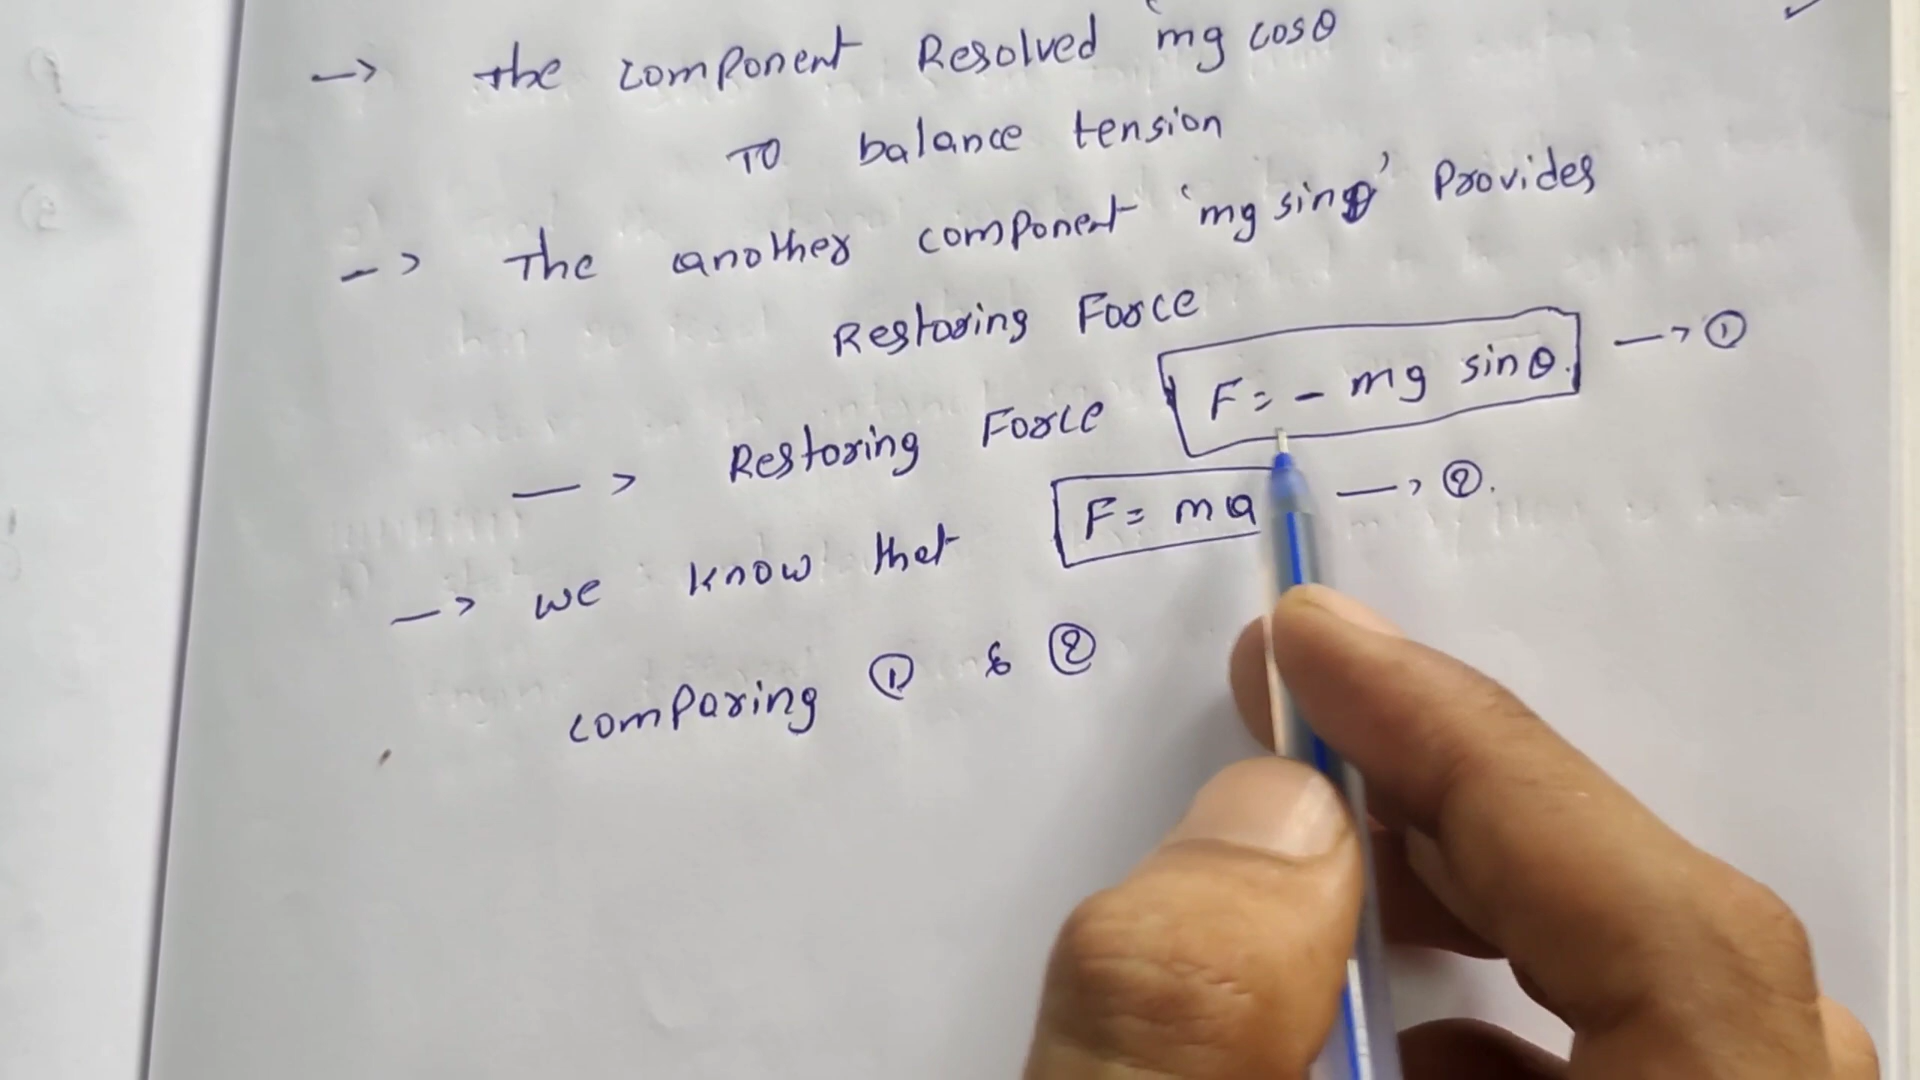 -> the component Resolved 'mg cosθ
To balance tension
-> The another component 'mg sinθ' Provides
Restoring Force
-> Restoring Force F= - mg sinθ. -> ①
-> we know that F= ma -> ②.
comparing ① & ②